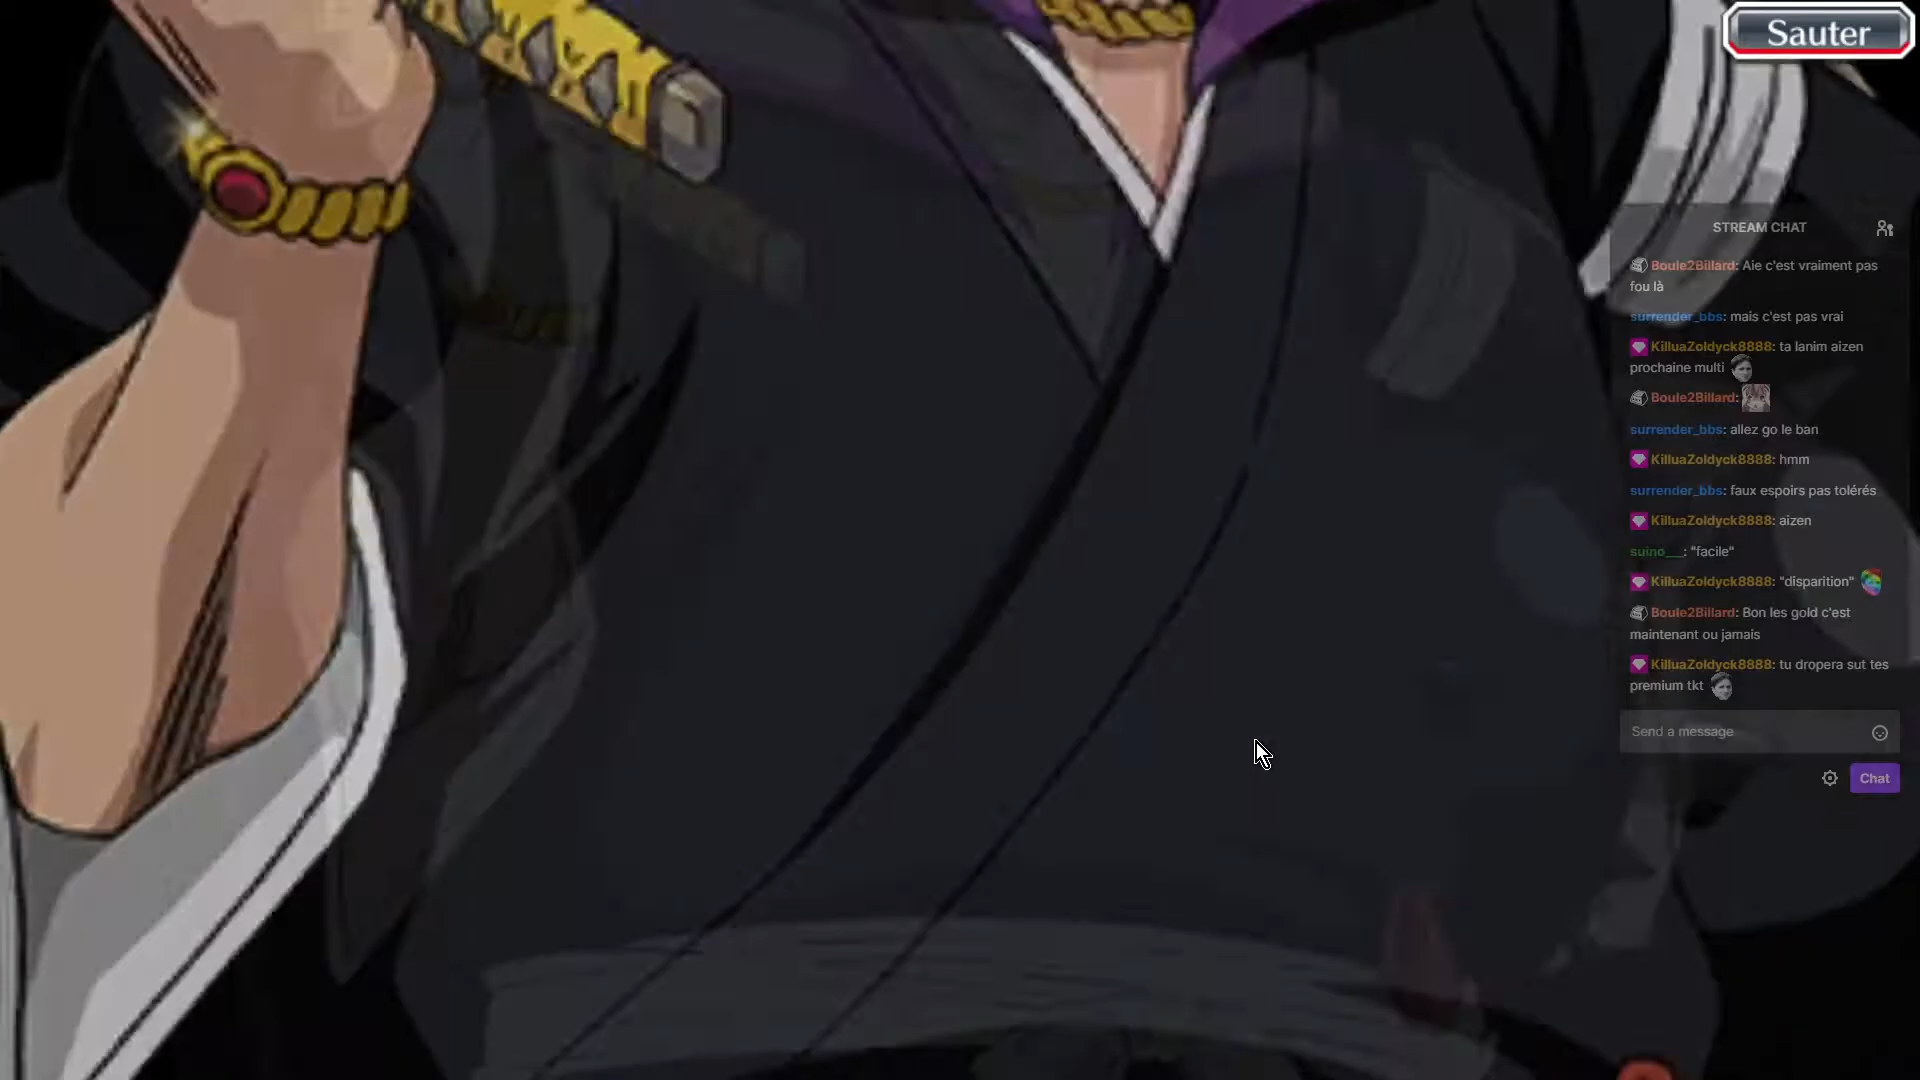 Sauter
STREAM CHAT
Boule2Billard: Aie c'est vraiment pas
fou là
surrender_bbs: mais c'est pas vrai
KilluaZoldyck8888: ta lanim aizen
prochaine multi
Boule2Billard:
surrender_bbs: allez go le ban
KilluaZoldyck8888: hmm
surrender_bbs: faux espoirs pas tolérés
KilluaZoldyck8888: aizen
suino__: "facile"
KilluaZoldyck8888: "disparition"
Boule2Billard: Bon les gold c'est
maintenant ou jamais
KilluaZoldyck8888: tu dropera sut tes
premium tkt
Send a message
Chat